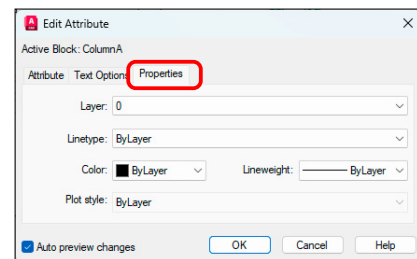 Edit Attribute
Active Block: ColumnA
Attribute Text Options Properties
Layer: 0
Linetype: ByLayer
Color: ByLayer Lineweight: ByLayer
Plot style: ByLayer
Auto preview changes OK Cancel Help